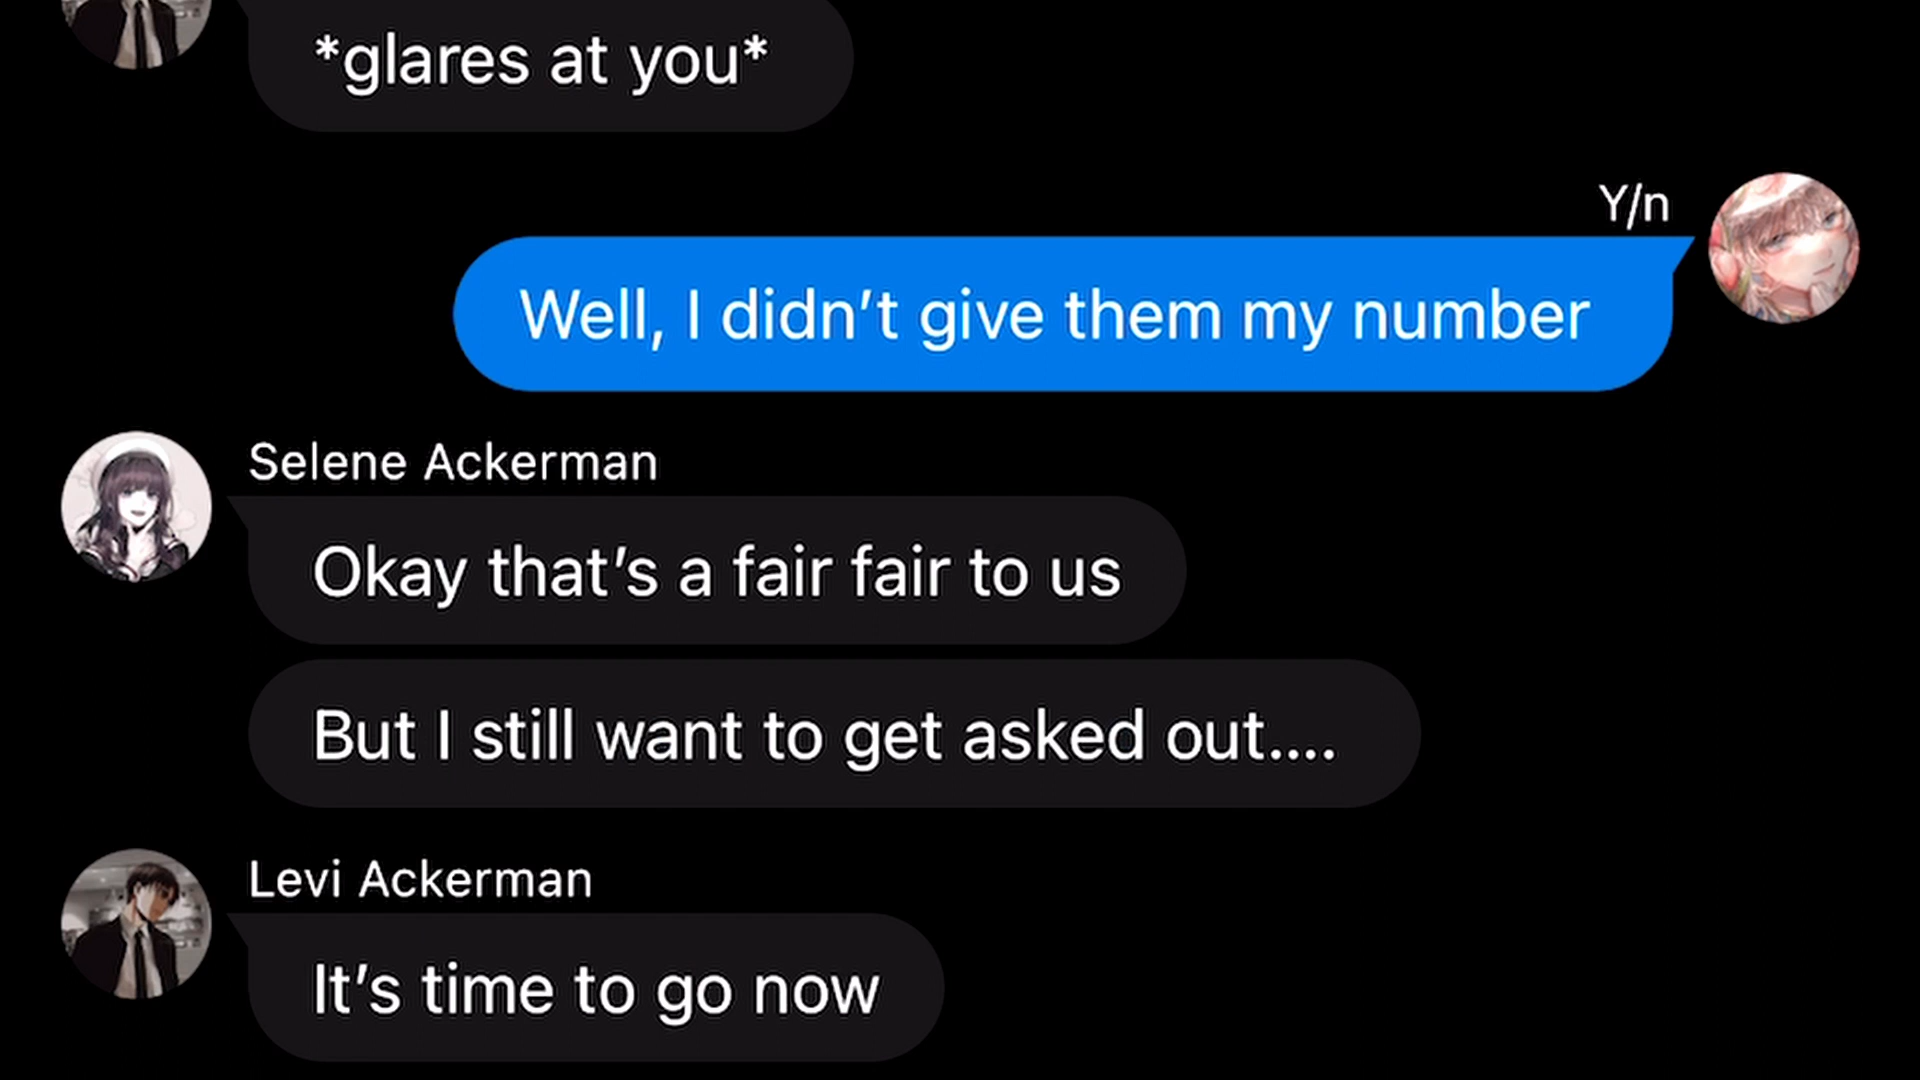 *glares at you*
Y/n
Well, I didn’t give them my number
Selene Ackerman
Okay that’s a fair fair to us
But I still want to get asked out....
Levi Ackerman
It’s time to go now